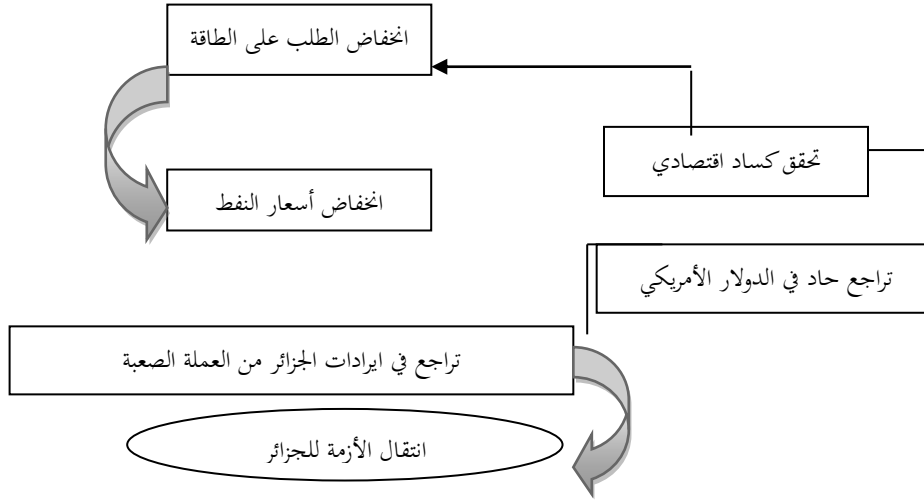 انخفاض الطلب على الطاقة
تحقق كساد اقتصادي
انخفاض أسعار النفط
تراجع حاد في الدولار الأمريكي
تراجع في ايرادات الجزائر من العملة الصعبة
انتقال الأزمة للجزائر